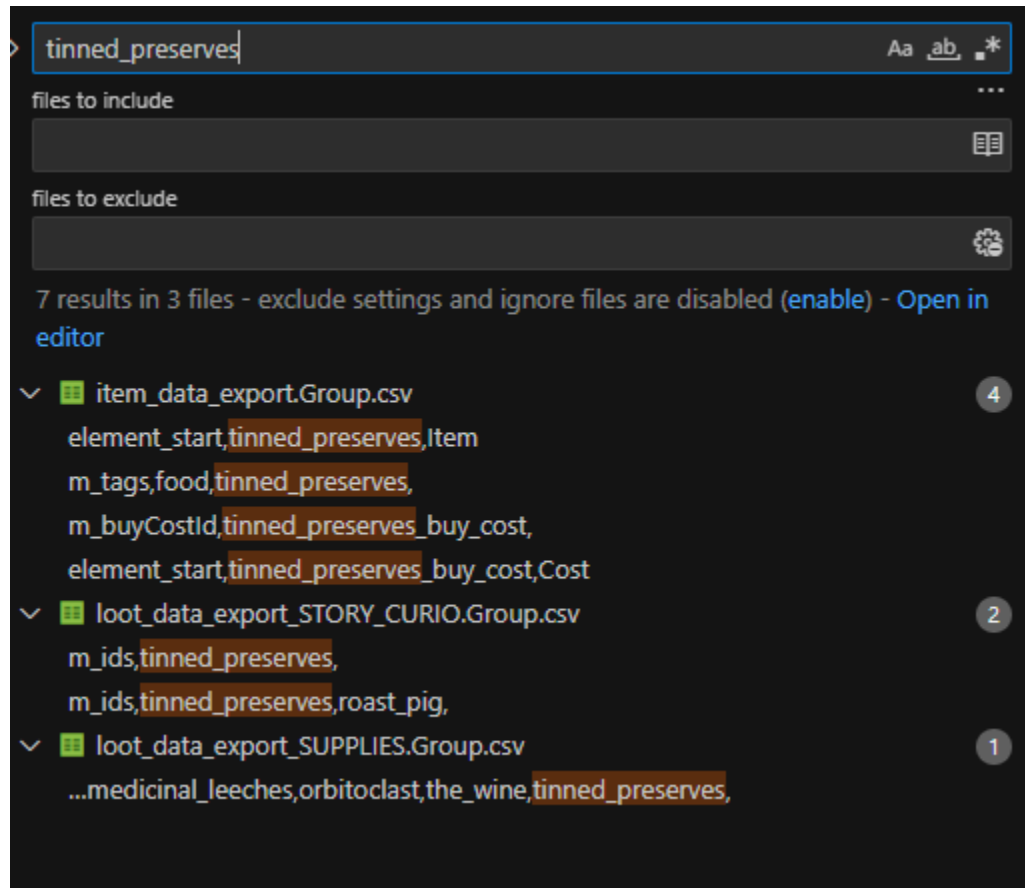 tinned_preserves Aa ab .*
files to include ...
files to exclude
7 results in 3 files - exclude settings and ignore files are disabled (enable) - Open in
editor
item_data_export.Group.csv 4
element_start,tinned_preserves,Item
m_tags,food,tinned_preserves,
m_buyCostId,tinned_preserves_buy_cost,
element_start,tinned_preserves_buy_cost,Cost
loot_data_export_STORY_CURIO.Group.csv 2
m_ids,tinned_preserves,
m_ids,tinned_preserves,roast_pig,
loot_data_export_SUPPLIES.Group.csv 1
...medicinal_leeches,orbitoclast,the_wine,tinned_preserves,